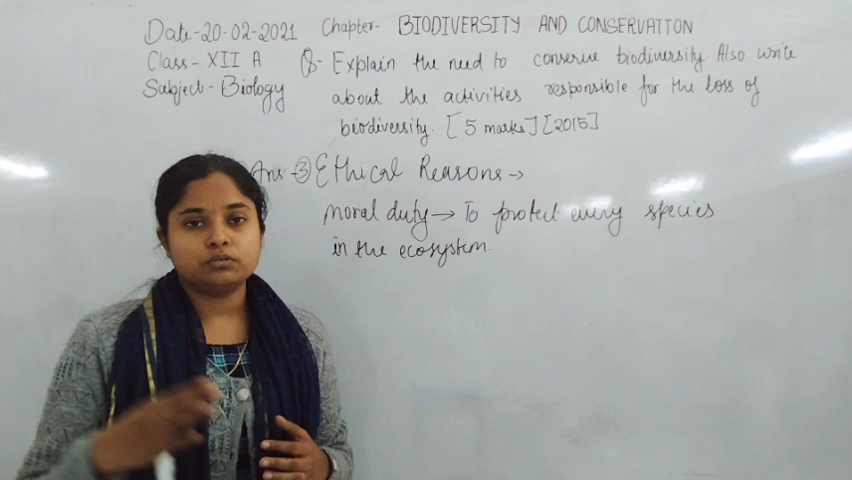 Date-20.02-2021 Chapter- BIODIVERSITY AND CONSERVATION
Class- XII A Q- Explain the need to conserve biodiversity Also write
Subject- Biology about the activities responsible for the loss of
biodiversity. [5 marks] [2015]
Ans- ③ Ethical Reasons→
moral duty→ To protect every species
in the ecosystem.